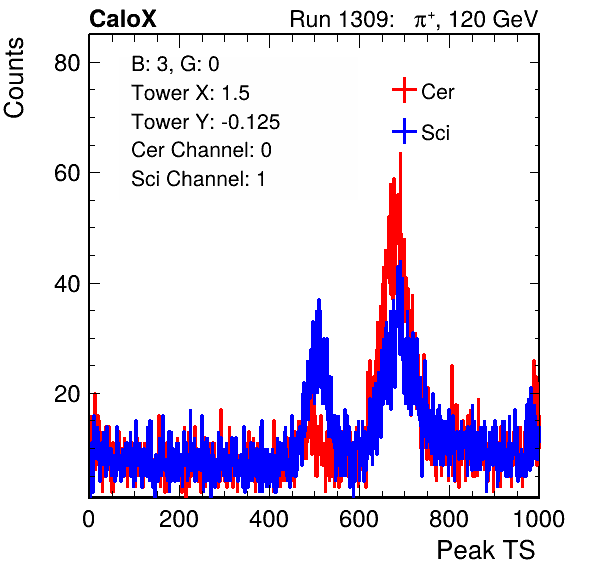 CaloX Run 1309: π+, 120 GeV
B: 3, G: 0
Tower X: 1.5
Tower Y: -0.125
Cer Channel: 0
Sci Channel: 1
Cer
Sci
Counts
80
60
40
20
0 200 400 600 800 1000
Peak TS